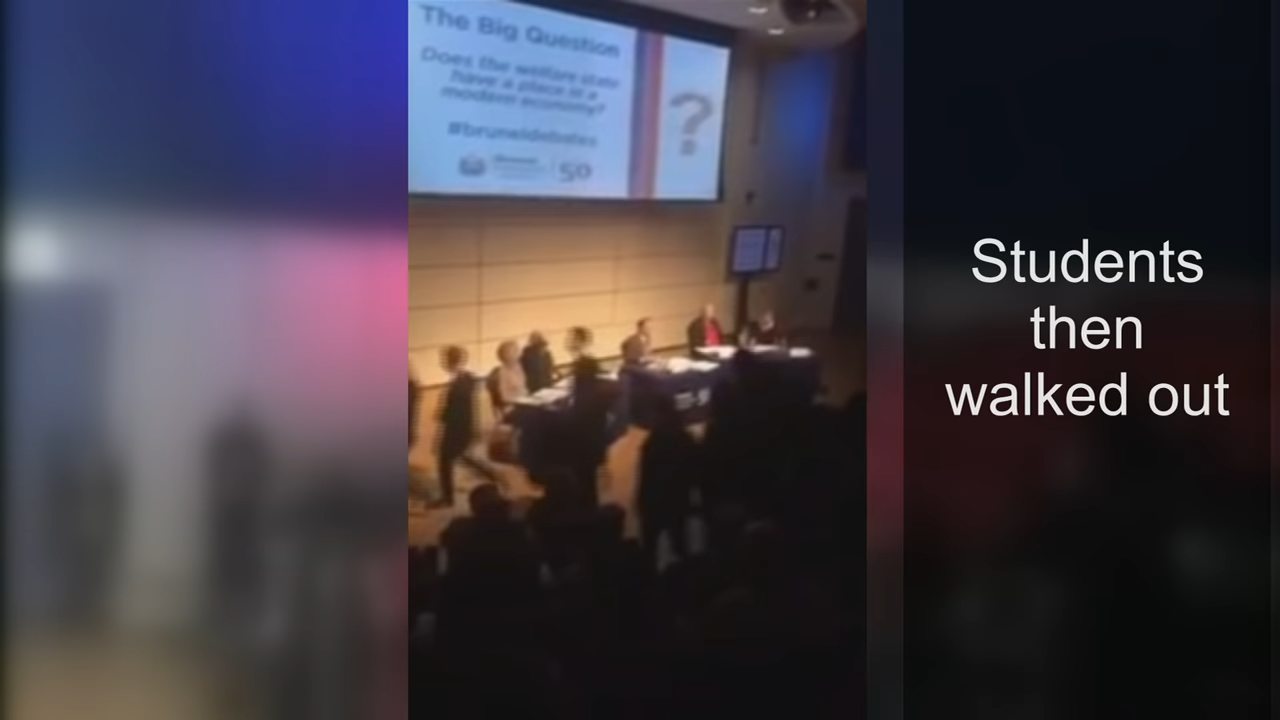 The Big Question
Does the welfare state
have a place in a
modern economy?
#bruneldebates
50
?
Students
then
walked out